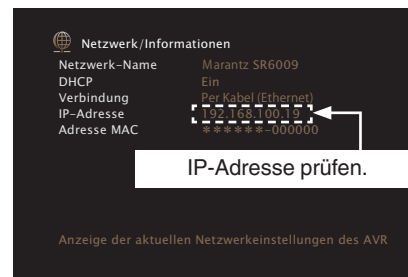 Netzwerk/Informationen
Netzwerk-Name Marantz SR6009
DHCP Ein
Verbindung Per Kabel (Ethernet)
IP-Adresse 192.168.100.19
Adresse MAC ******-000000
IP-Adresse prüfen.
Anzeige der aktuellen Netzwerkeinstellungen des AVR